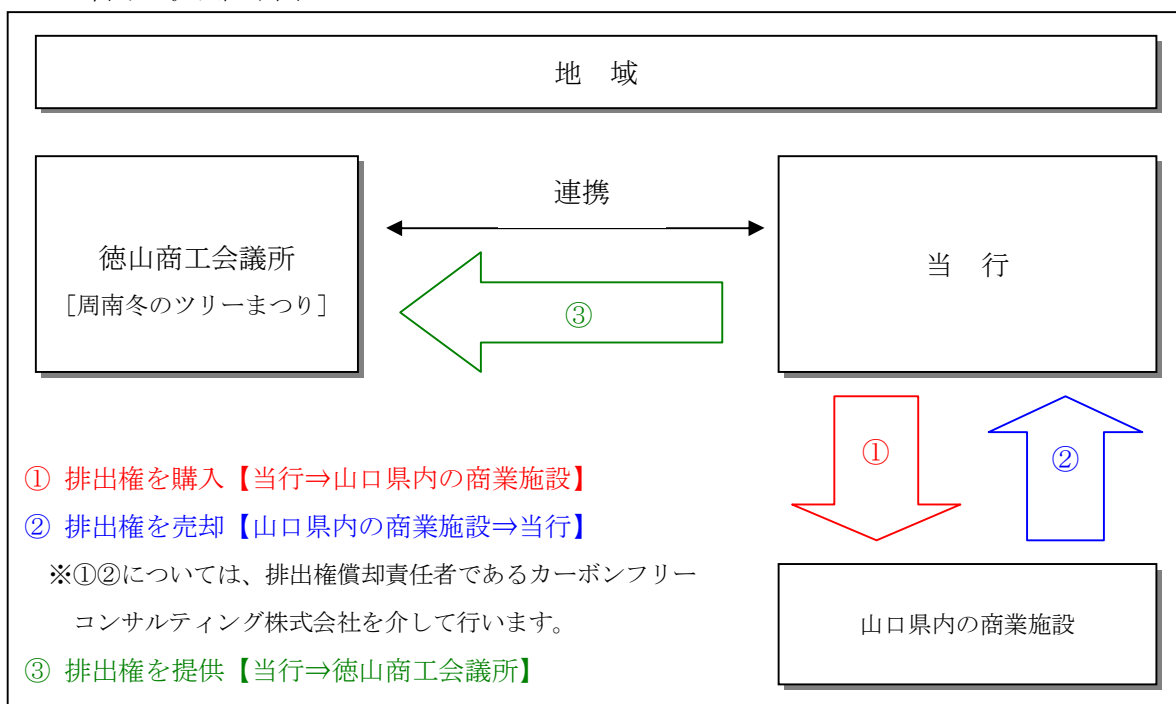 地 域
連携
徳山商工会議所
［周南冬のツリーまつり］
当 行
③
①
②
① 排出権を購入【当行⇒山口県内の商業施設】
② 排出権を売却【山口県内の商業施設⇒当行】
※①②については、排出権償却責任者であるカーボンフリー
コンサルティング株式会社を介して行います。
③ 排出権を提供【当行⇒徳山商工会議所】
山口県内の商業施設